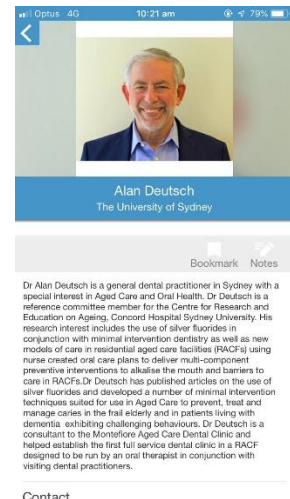 Optus 4G 10:21 am 79%
Alan Deutsch
The University of Sydney
Bookmark Notes
Dr Alan Deutsch is a general dental practitioner in Sydney with a
special interest in Aged Care and Oral Health. Dr Deutsch is a
reference committee member for the Centre for Research and
Education on Ageing, Concord Hospital Sydney University. His
research interest includes the use of silver fluorides in
conjunction with minimal intervention dentistry as well as new
models of care in residential aged care facilities (RACFs) using
nurse created oral care plans to deliver multi-component
preventive interventions to alkalise the mouth and barriers to
care in RACFs.Dr Deutsch has published articles on the use of
silver fluorides and developed a number of minimal intervention
techniques suited for use in Aged Care to prevent, treat and
manage caries in the frail elderly and in patients living with
dementia exhibiting challenging behaviours. Dr Deutsch is a
consultant to the Montefiore Aged Care Dental Clinic and
helped establish the first full service dental clinic in a RACF
designed to be run by an oral therapist in conjunction with
visiting dental practitioners.
Contact